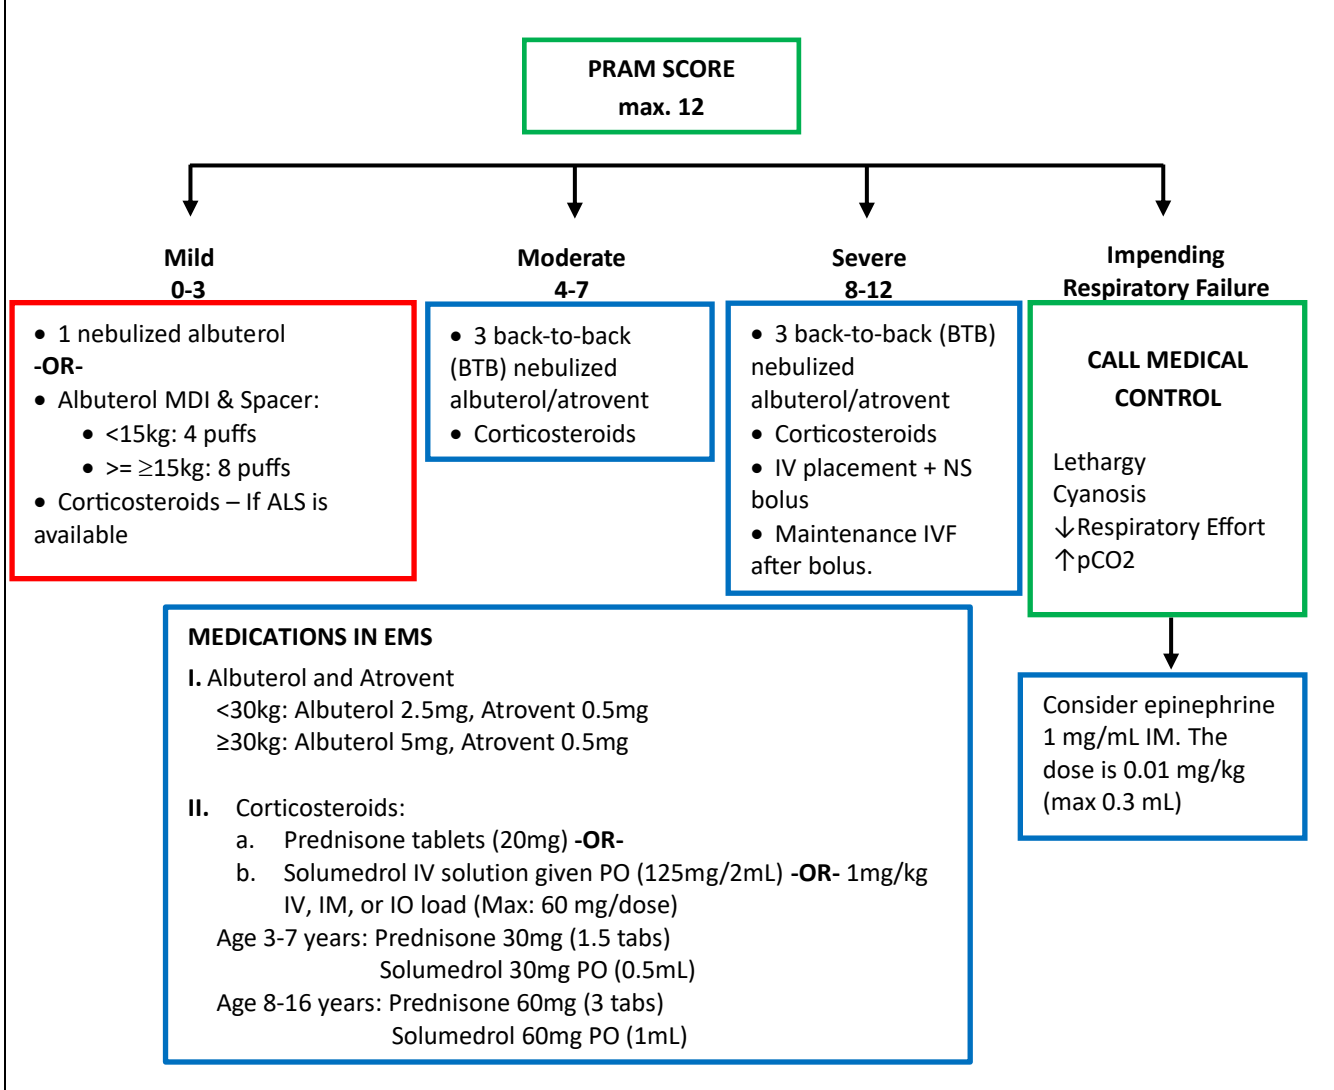 PRAM SCORE
max. 12
Mild
0-3
• 1 nebulized albuterol
-OR-
• Albuterol MDI & Spacer:
• <15kg: 4 puffs
• >= ≥15kg: 8 puffs
• Corticosteroids – If ALS is
available
Moderate
4-7
• 3 back-to-back
(BTB) nebulized
albuterol/atrovent
• Corticosteroids
Severe
8-12
• 3 back-to-back (BTB)
nebulized
albuterol/atrovent
• Corticosteroids
• IV placement + NS
bolus
• Maintenance IVF
after bolus.
Impending
Respiratory Failure
CALL MEDICAL
CONTROL
Lethargy
Cyanosis
↓Respiratory Effort
↑pCO2
Consider epinephrine
1 mg/mL IM. The
dose is 0.01 mg/kg
(max 0.3 mL)
MEDICATIONS IN EMS
I. Albuterol and Atrovent
<30kg: Albuterol 2.5mg, Atrovent 0.5mg
≥30kg: Albuterol 5mg, Atrovent 0.5mg
II. Corticosteroids:
a. Prednisone tablets (20mg) -OR-
b. Solumedrol IV solution given PO (125mg/2mL) -OR- 1mg/kg
IV, IM, or IO load (Max: 60 mg/dose)
Age 3-7 years: Prednisone 30mg (1.5 tabs)
Solumedrol 30mg PO (0.5mL)
Age 8-16 years: Prednisone 60mg (3 tabs)
Solumedrol 60mg PO (1mL)